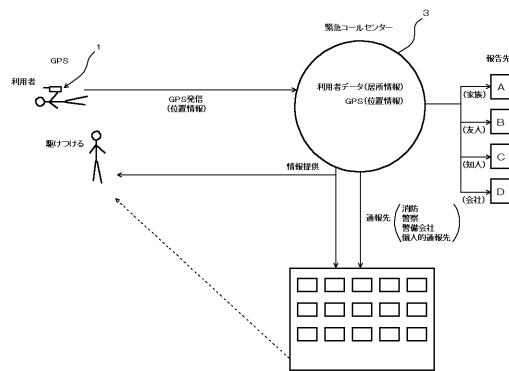 緊急コールセンター
3
GPS
1
利用者
報告先
利用者データ(居所情報)
GPS(位置情報)
GPS発信
(位置情報)
A
(家族)
B
(友人)
C
(知人)
D
(会社)
駆けつける
情報提供
通報先
消防
警察
警備会社
個人的通報先